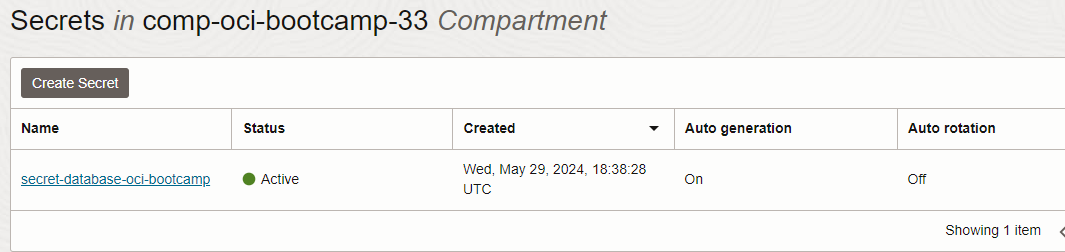 Secrets in comp-oci-bootcamp-33 Compartment
Create Secret
Name Status Created Auto generation Auto rotation
secret-database-oci-bootcamp Active Wed, May 29, 2024, 18:38:28 UTC On Off
Showing 1 item